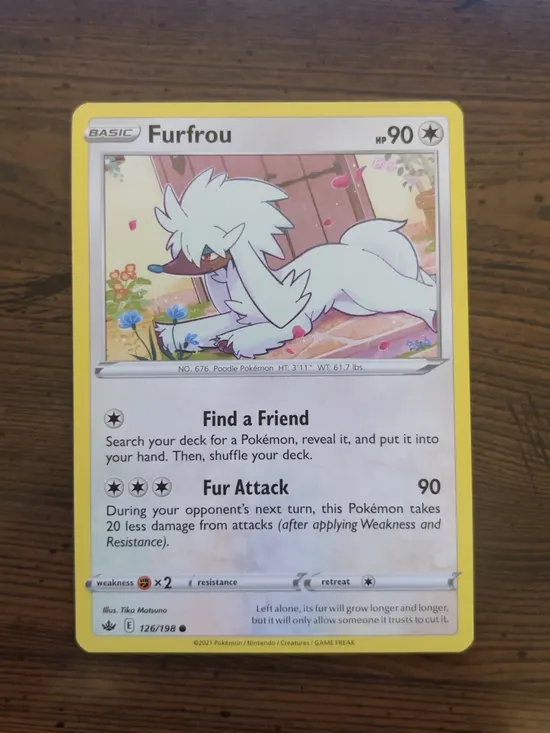 BASIC Furfrou HP 90
NO. 676 Poodle Pokémon HT: 3'11" WT: 61.7 lbs.
Find a Friend
Search your deck for a Pokémon, reveal it, and put it into
your hand. Then, shuffle your deck.
Fur Attack 90
During your opponent's next turn, this Pokémon takes
20 less damage from attacks (after applying Weakness and
Resistance).
weakness ×2 resistance retreat
Illus. Tika Matsuno
Left alone, its fur will grow longer and longer,
but it will only allow someone it trusts to cut it.
E 126/198
©2021 Pokémon / Nintendo / Creatures / GAME FREAK